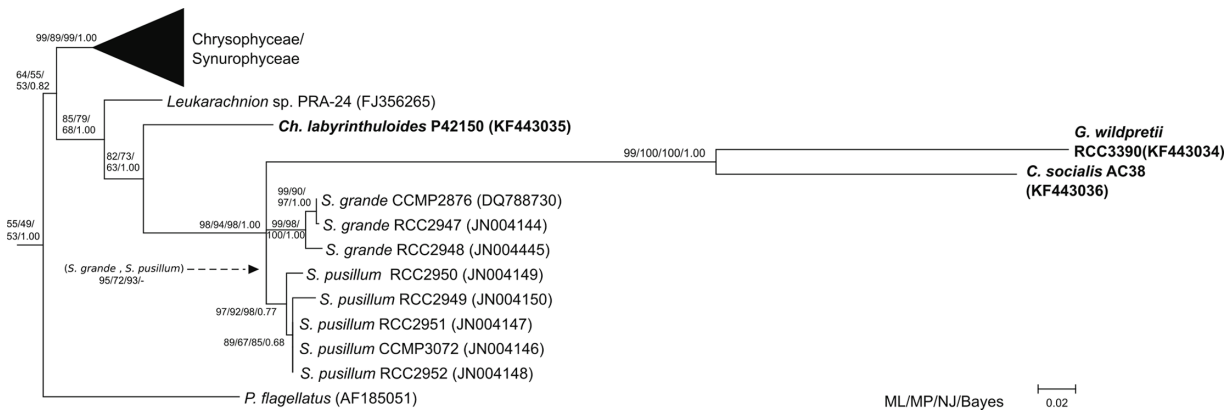 99/89/99/1.00
Chrysophyceae/
Synurophyceae
64/55/
53/0.82
Leukarachnion sp. PRA-24 (FJ356265)
85/79/
68/1.00
Ch. labyrinthuloides P42150 (KF443035)
82/73/
63/1.00
99/100/100/1.00
G. wildpretii
RCC3390(KF443034)
C. socialis AC38
(KF443036)
99/90/
97/1.00
S. grande CCMP2876 (DQ788730)
98/94/98/1.00
99/98/
100/1.00
S. grande RCC2947 (JN004144)
S. grande RCC2948 (JN004445)
55/49/
53/1.00
(S. grande , S. pusillum)
95/72/93/-
S. pusillum RCC2950 (JN004149)
S. pusillum RCC2949 (JN004150)
97/92/98/0.77
S. pusillum RCC2951 (JN004147)
89/67/85/0.68
S. pusillum CCMP3072 (JN004146)
S. pusillum RCC2952 (JN004148)
P. flagellatus (AF185051)
ML/MP/NJ/Bayes
0.02